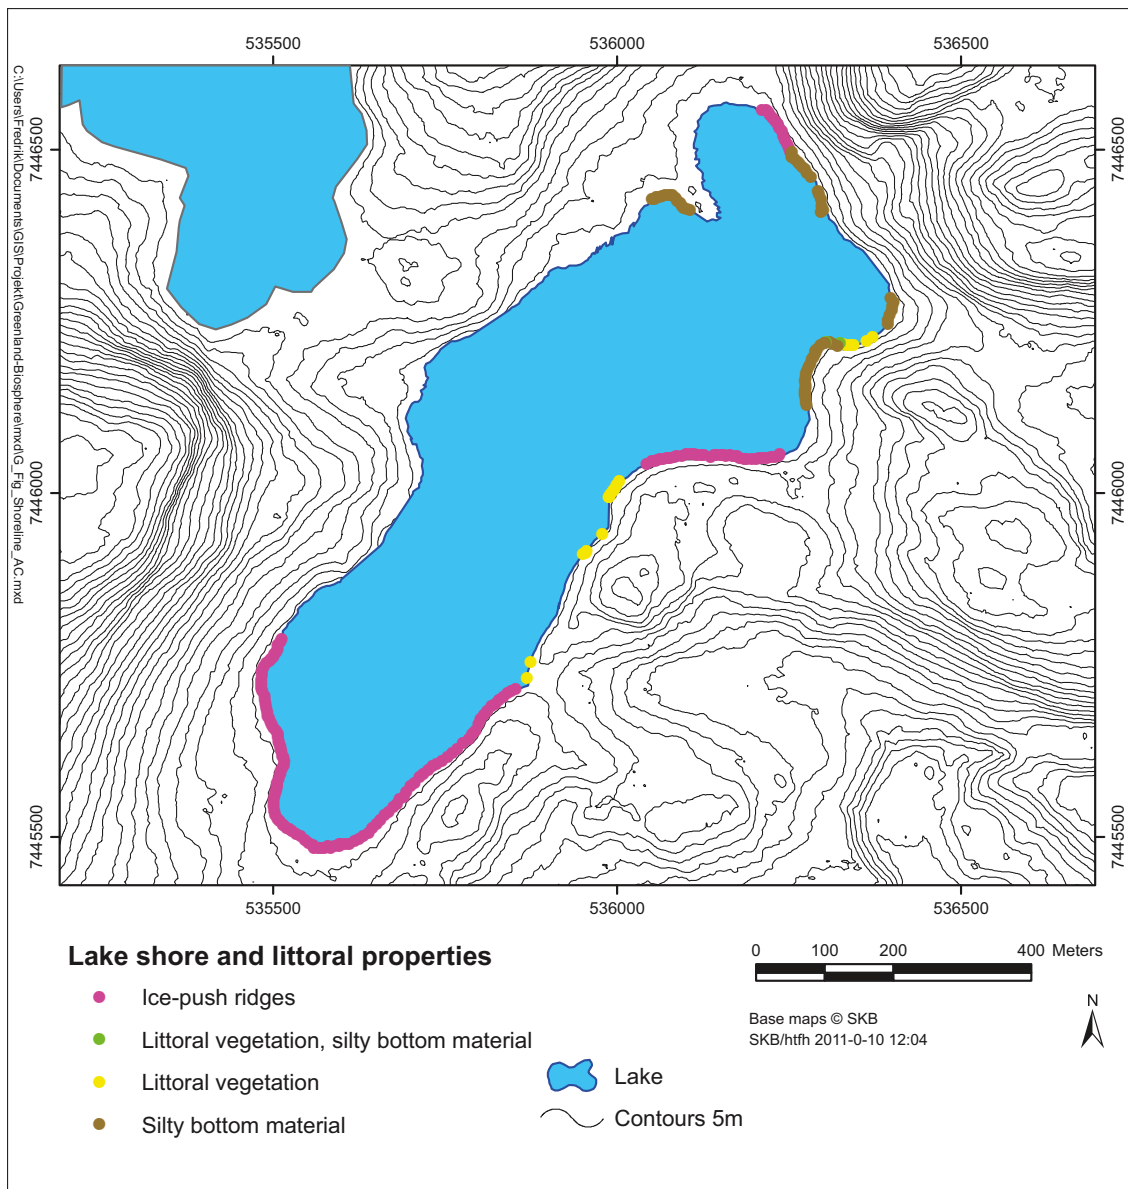 535500 536000 536500
C:\Users\Fredrik\Documents\GIS\Projekt\Greenland-Biosphere\mxd\G_Fig_Shoreline_AC.mxd
7446500 7446500
7446000 7446000
7445500 7445500
535500 536000 536500
Lake shore and littoral properties
Ice-push ridges
Littoral vegetation, silty bottom material
Littoral vegetation
Silty bottom material
Lake
Contours 5m
0 100 200 400 Meters
Base maps © SKB
SKB/htfh 2011-0-10 12:04
N